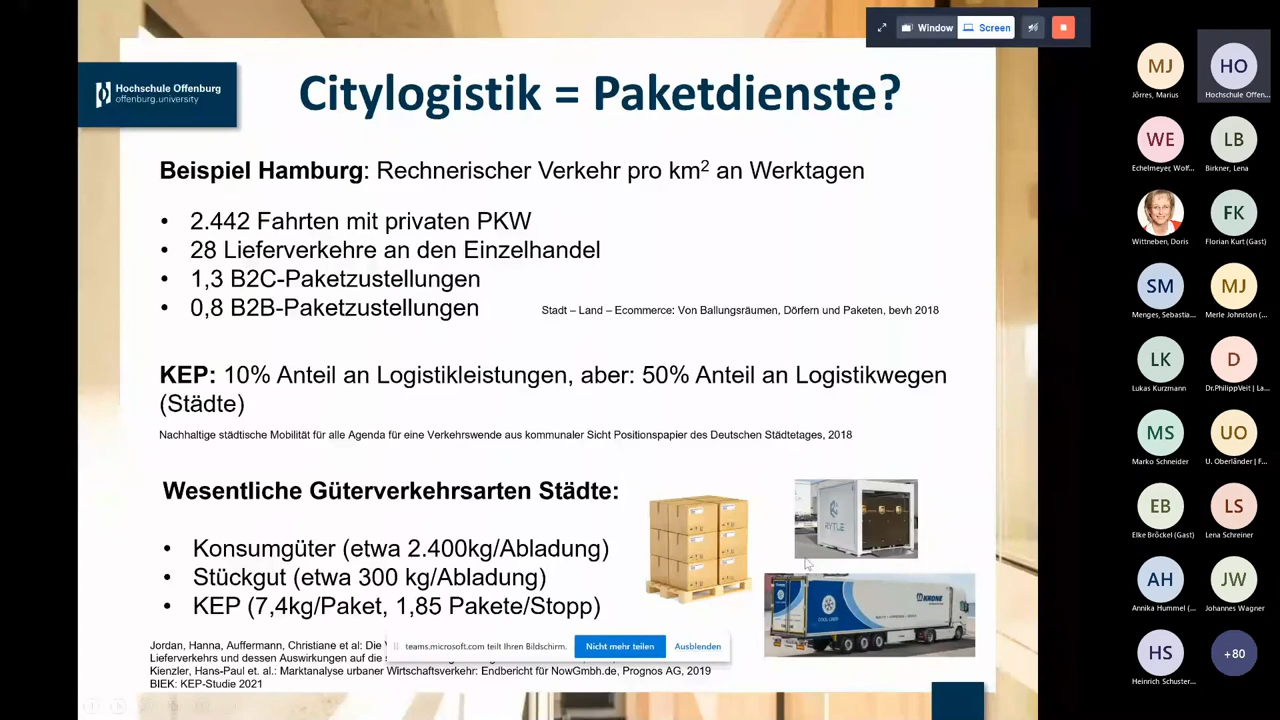 Window
Screen
Hochschule Offenburg
offenburg.university
Citylogistik = Paketdienste?
Beispiel Hamburg: Rechnerischer Verkehr pro km² an Werktagen
• 2.442 Fahrten mit privaten PKW
• 28 Lieferverkehre an den Einzelhandel
• 1,3 B2C-Paketzustellungen
• 0,8 B2B-Paketzustellungen
Stadt – Land – Ecommerce: Von Ballungsräumen, Dörfern und Paketen, bevh 2018
KEP: 10% Anteil an Logistikleistungen, aber: 50% Anteil an Logistikwegen
(Städte)
Nachhaltige städtische Mobilität für alle Agenda für eine Verkehrswende aus kommunaler Sicht Positionspapier des Deutschen Städtetages, 2018
Wesentliche Güterverkehrsarten Städte:
• Konsumgüter (etwa 2.400kg/Abladung)
• Stückgut (etwa 300 kg/Abladung)
• KEP (7,4kg/Paket, 1,85 Pakete/Stopp)
RYTLE
KRONE
Jordan, Hanna, Auffermann, Christiane et al: Die
Lieferverkehr und dessen Auswirkungen auf die
Kienzler, Hans-Paul et. al.: Marktanalyse urbaner Wirtschaftsverkehr: Endbericht für NowGmbh.de, Prognos AG, 2019
BIEK: KEP-Studie 2021
teams.microsoft.com teilt Ihren Bildschirm.
Nicht mehr teilen
Ausblenden
MJ
Jörres, Marius
HO
Hochschule Offen...
WE
Echelmeyer, Wolf...
LB
Birkner, Lena
Wittneben, Doris
FK
Florian Kurt (Gast)
SM
Menges, Sebastia...
MJ
Merle Johnston (...
LK
Lukas Kurzmann
D
Dr.PhilippVeit | La...
MS
Marko Schneider
UO
U. Oberländer | F...
EB
Elke Bröckel (Gast)
LS
Lena Schreiner
AH
Annika Hummel (...
JW
Johannes Wagner
HS
Heinrich Schuster...
+80